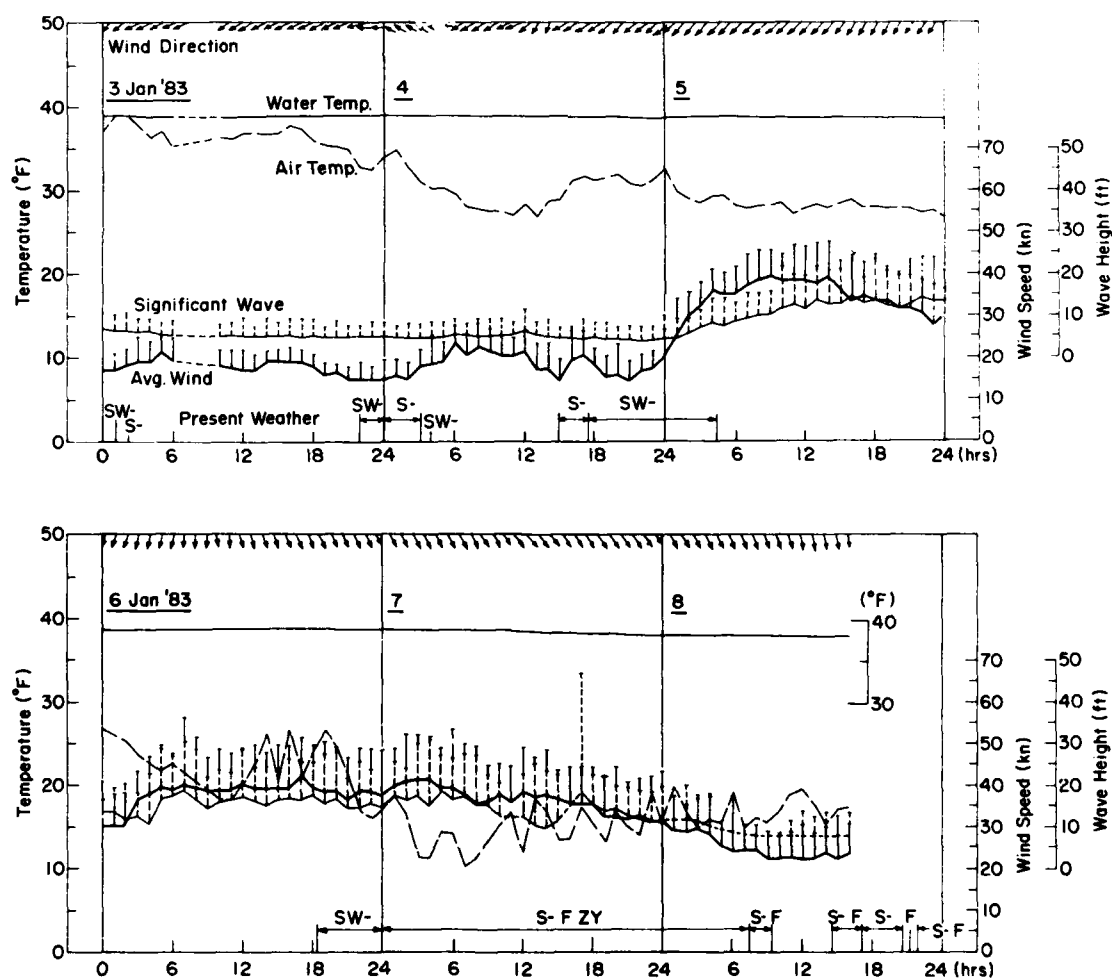 50
Wind Direction
3 Jan '83
4
5
Water Temp.
40
Air Temp.
30
20
10
0
Temperature (°F)
Significant Wave
Avg. Wind
SW-
S-
Present Weather
SW-
S-
SW-
S-
SW-
70
60
50
40
30
20
10
0
Wind Speed (kn)
50
40
30
20
10
0
Wave Height (ft)
0 6 12 18 24 6 12 18 24 6 12 18 24 (hrs)
50
6 Jan '83
7
8
(°F)
40
30
40
30
20
10
0
Temperature (°F)
70
60
50
40
30
20
10
0
Wind Speed (kn)
50
40
30
20
10
0
Wave Height (ft)
SW-
S- F ZY
S- F
S- F
S-
F
S- F
0 6 12 18 24 6 12 18 24 6 12 18 24 (hrs)